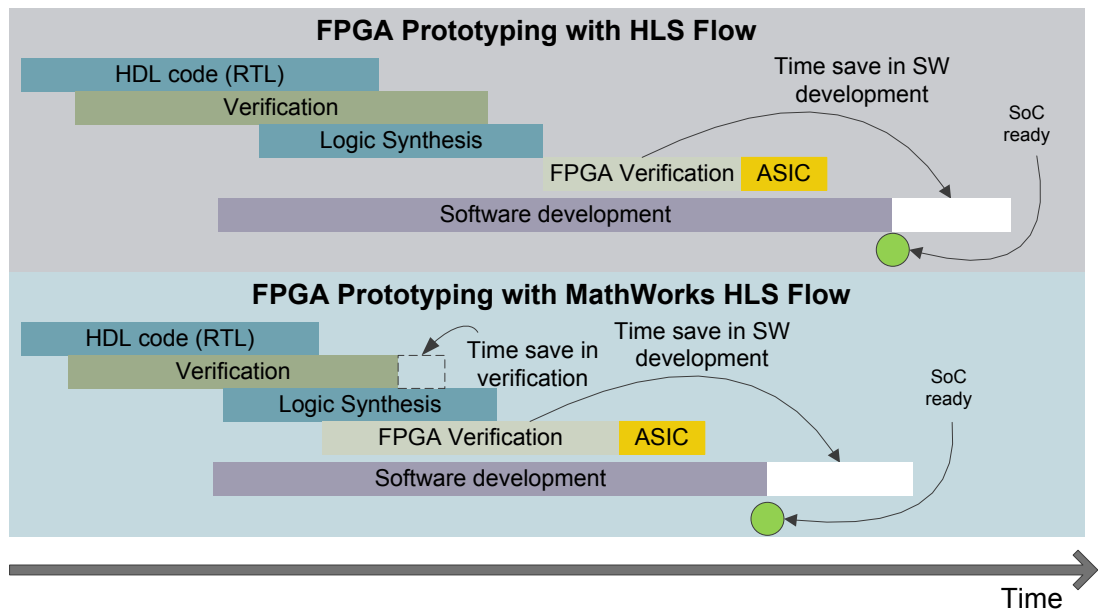 FPGA Prototyping with HLS Flow
HDL code (RTL)
Time save in SW
development
Verification
SoC
ready
Logic Synthesis
FPGA Verification
ASIC
Software development
FPGA Prototyping with MathWorks HLS Flow
HDL code (RTL)
Time save in SW
development
Time save in
verification
Verification
SoC
ready
Logic Synthesis
FPGA Verification
ASIC
Software development
Time